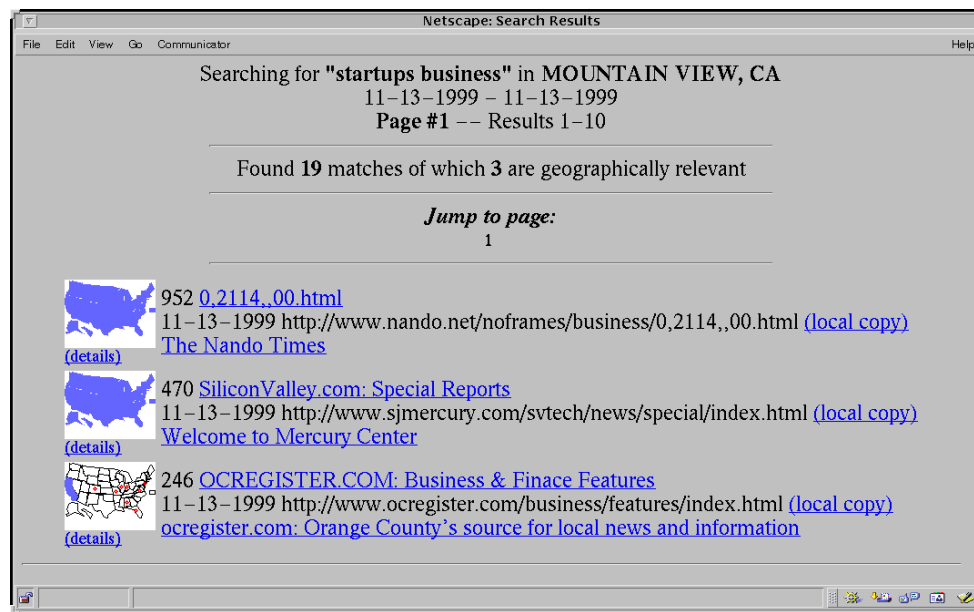 Netscape: Search Results
File Edit View Go Communicator Help
Searching for "startups business" in MOUNTAIN VIEW, CA
11-13-1999 - 11-13-1999
Page #1 -- Results 1-10
Found 19 matches of which 3 are geographically relevant
Jump to page:
1
952 0,2114,,00.html
11-13-1999 http://www.nando.net/noframes/business/0,2114,,00.html (local copy)
The Nando Times
(details)
470 SiliconValley.com: Special Reports
11-13-1999 http://www.sjmercury.com/svtech/news/special/index.html (local copy)
Welcome to Mercury Center
(details)
246 OCREGISTER.COM: Business & Finace Features
11-13-1999 http://www.ocregister.com/business/features/index.html (local copy)
ocregister.com: Orange County's source for local news and information
(details)